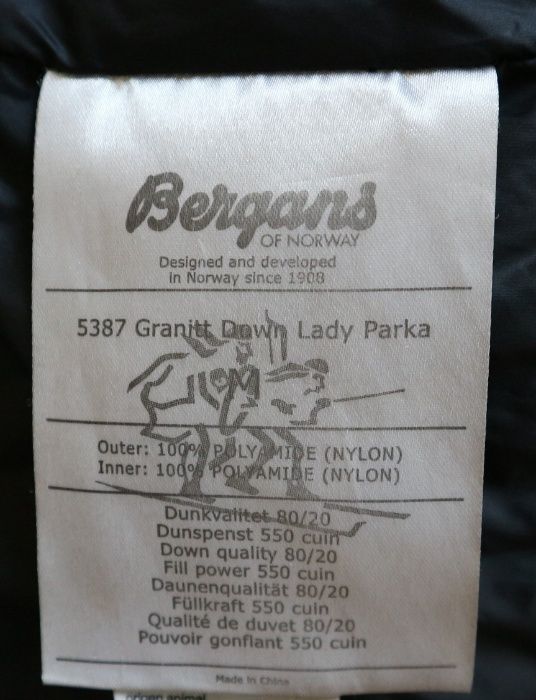 Bergans
OF NORWAY
Designed and developed
in Norway since 1908
5387 Granitt Down Lady Parka
Outer: 100% POLYAMIDE (NYLON)
Inner: 100% POLYAMIDE (NYLON)
Dunkvalitet 80/20
Dunspenst 550 cuin
Down quality 80/20
Fill power 550 cuin
Daunenqualität 80/20
Füllkraft 550 cuin
Qualité de duvet 80/20
Pouvoir gonflant 550 cuin
Made in China